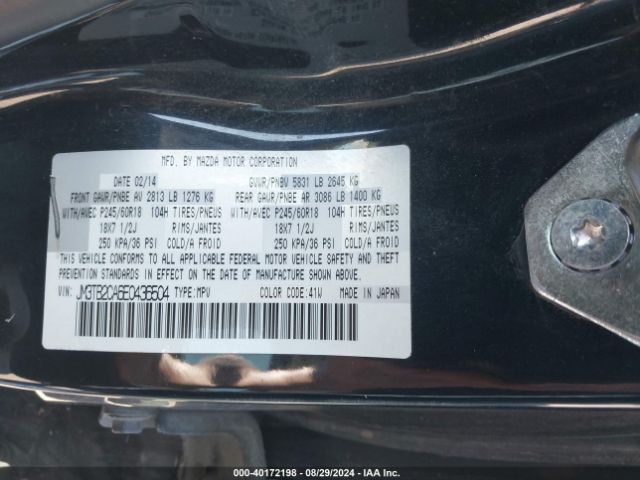 MFD. BY MAZDA MOTOR CORPORATION
DATE 02/14 GVWR/PNBV 5831 LB 2645 KG
FRONT GAWR/PNBE AV 2813 LB 1276 KG REAR GAWR/PNBE AR 3086 LB 1400 KG
WITH/AVEC P245/60R18 104H TIRES/PNEUS WITH/AVEC P245/60R18 104H TIRES/PNEUS
18X7 1/2J RIMS/JANTES 18X7 1/2J RIMS/JANTES
250 KPA/36 PSI COLD/A FROID 250 KPA/36 PSI COLD/A FROID
THIS VEHICLE CONFORMS TO ALL APPLICABLE FEDERAL MOTOR VEHICLE SAFETY AND THEFT
PREVENTION STANDARDS IN EFFECT ON THE DATE OF MANUFACTURE SHOWN ABOVE.
VIN: JM3TB2CA6E0436504 TYPE:MPV COLOR CODE:41W MADE IN JAPAN
000-40172198 - 08/29/2024 - IAA Inc.